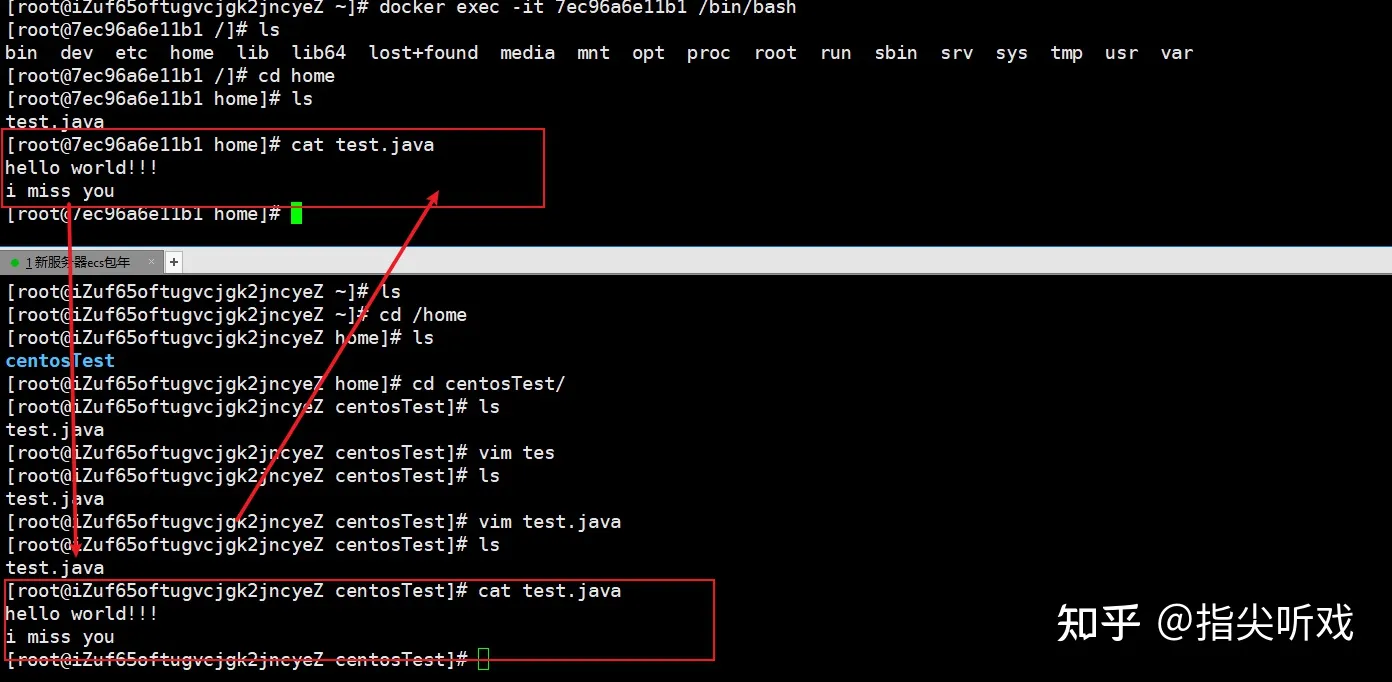 [root@iZuf65oftugvcjgk2jncyeZ ~]# docker exec -it 7ec96a6e11b1 /bin/bash
[root@7ec96a6e11b1 /]# ls
bin  dev  etc  home  lib  lib64  lost+found  media  mnt  opt  proc  root  run  sbin  srv  sys  tmp  usr  var
[root@7ec96a6e11b1 /]# cd home
[root@7ec96a6e11b1 home]# ls
test.java
[root@7ec96a6e11b1 home]# cat test.java
hello world!!!
i miss you
[root@7ec96a6e11b1 home]#
1 新服务器ecs包年 × +
[root@iZuf65oftugvcjgk2jncyeZ ~]# ls
[root@iZuf65oftugvcjgk2jncyeZ ~]# cd /home
[root@iZuf65oftugvcjgk2jncyeZ home]# ls
centosTest
[root@iZuf65oftugvcjgk2jncyeZ home]# cd centosTest/
[root@iZuf65oftugvcjgk2jncyeZ centosTest]# ls
test.java
[root@iZuf65oftugvcjgk2jncyeZ centosTest]# vim tes
[root@iZuf65oftugvcjgk2jncyeZ centosTest]# ls
test.java
[root@iZuf65oftugvcjgk2jncyeZ centosTest]# vim test.java
[root@iZuf65oftugvcjgk2jncyeZ centosTest]# ls
test.java
[root@iZuf65oftugvcjgk2jncyeZ centosTest]# cat test.java
hello world!!!
i miss you
[root@iZuf65oftugvcjgk2jncyeZ centosTest]#
知乎 @指尖听戏